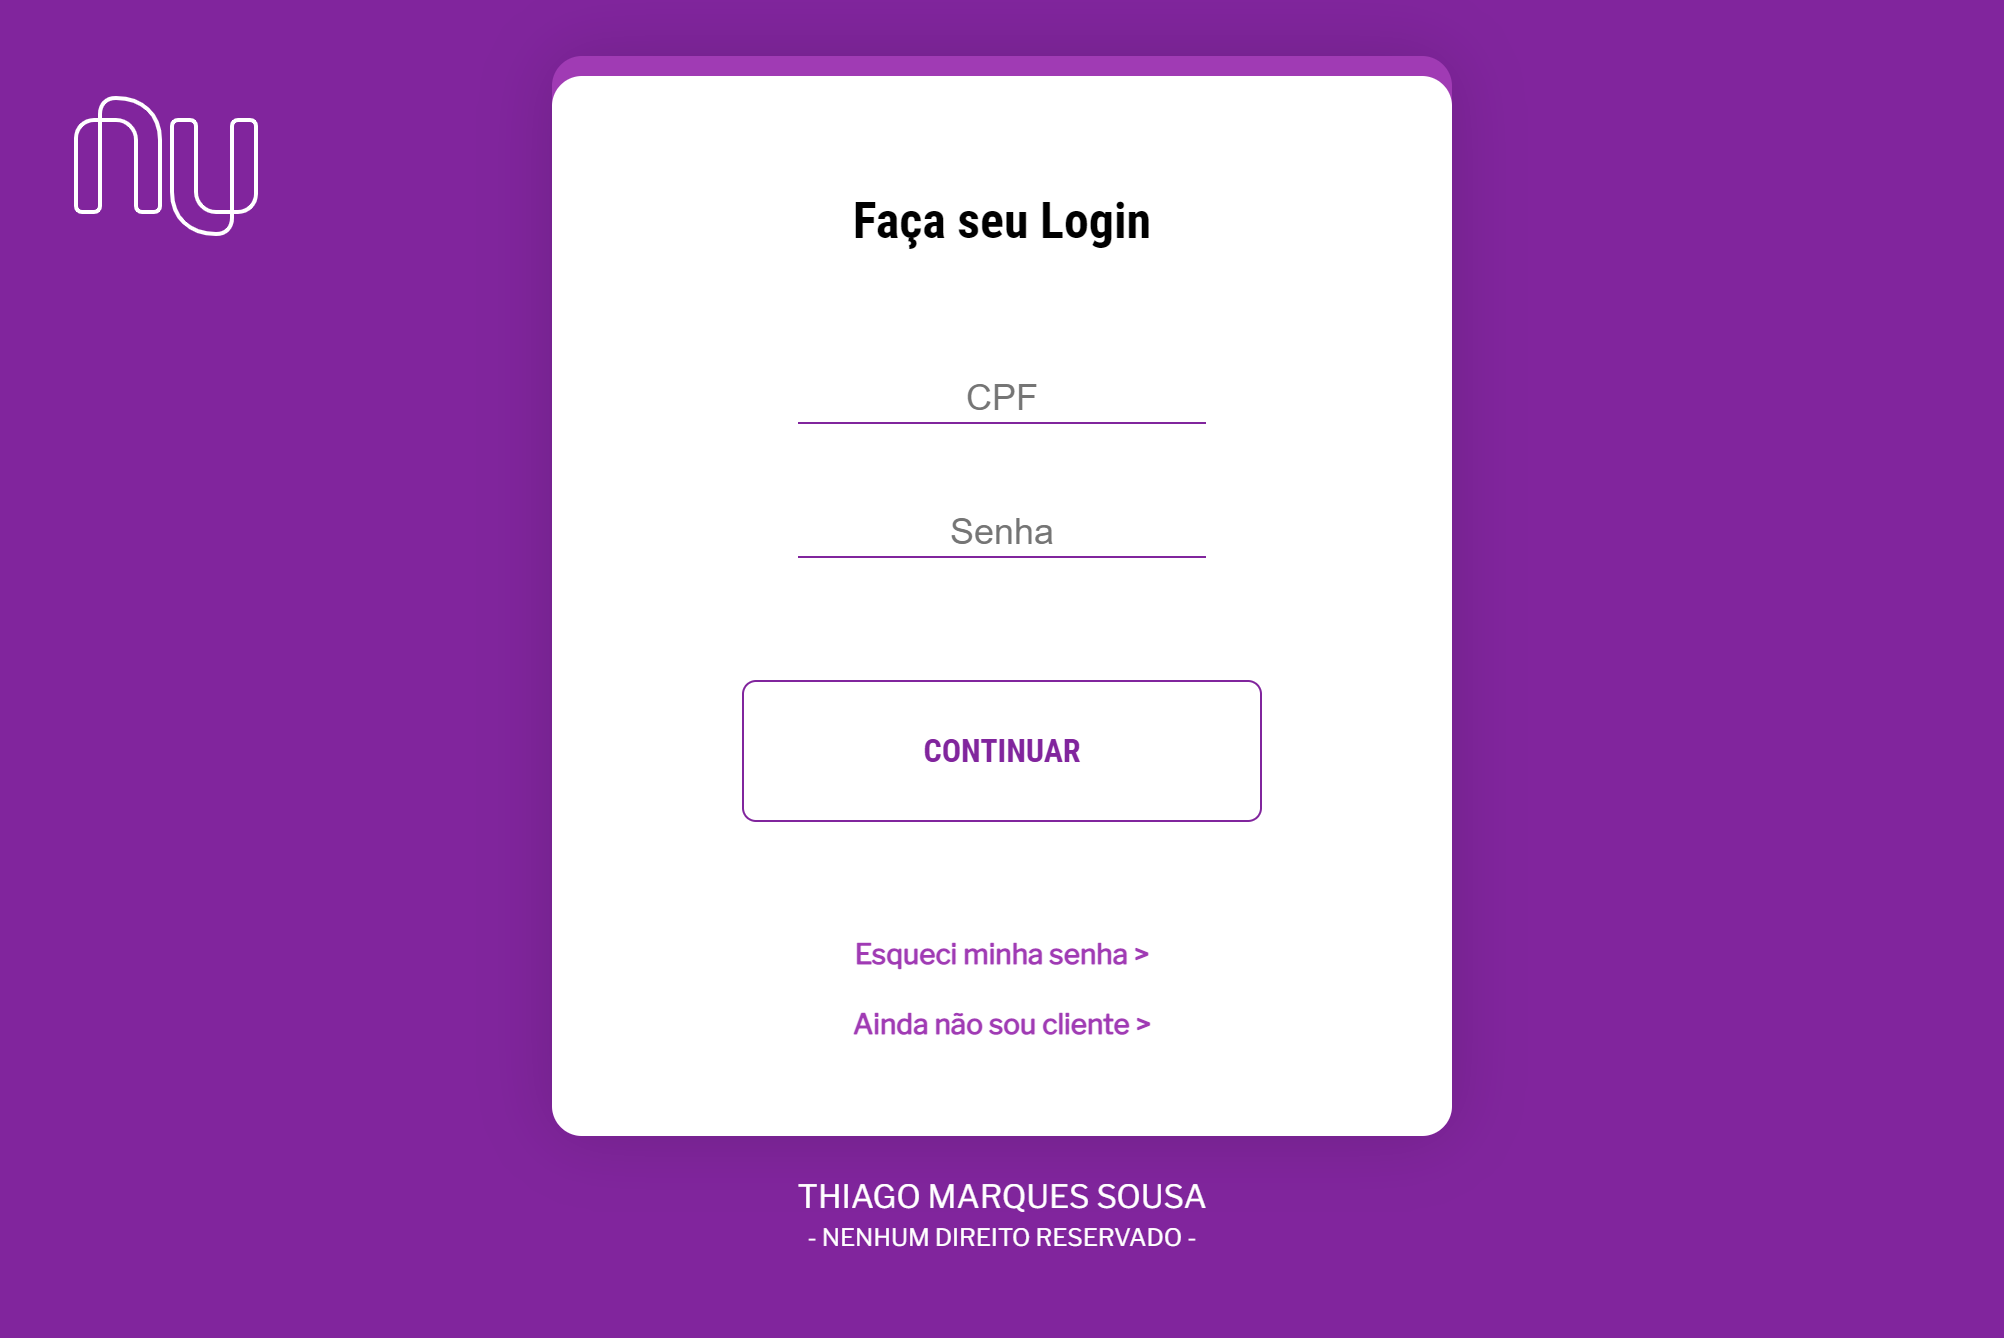 nu
Faça seu Login
CPF
Senha
CONTINUAR
Esqueci minha senha >
Ainda não sou cliente >
THIAGO MARQUES SOUSA
- NENHUM DIREITO RESERVADO -